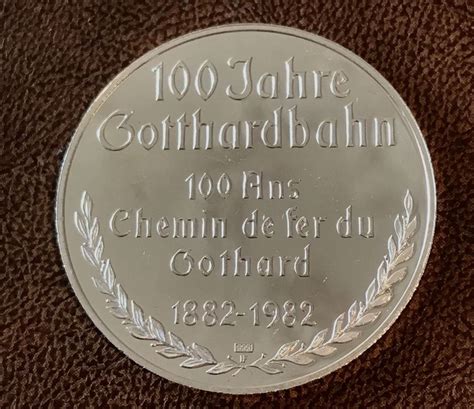 100 Jahre
Gotthardbahn
100 Ans
Chemin de fer du
Gothard
1882-1982